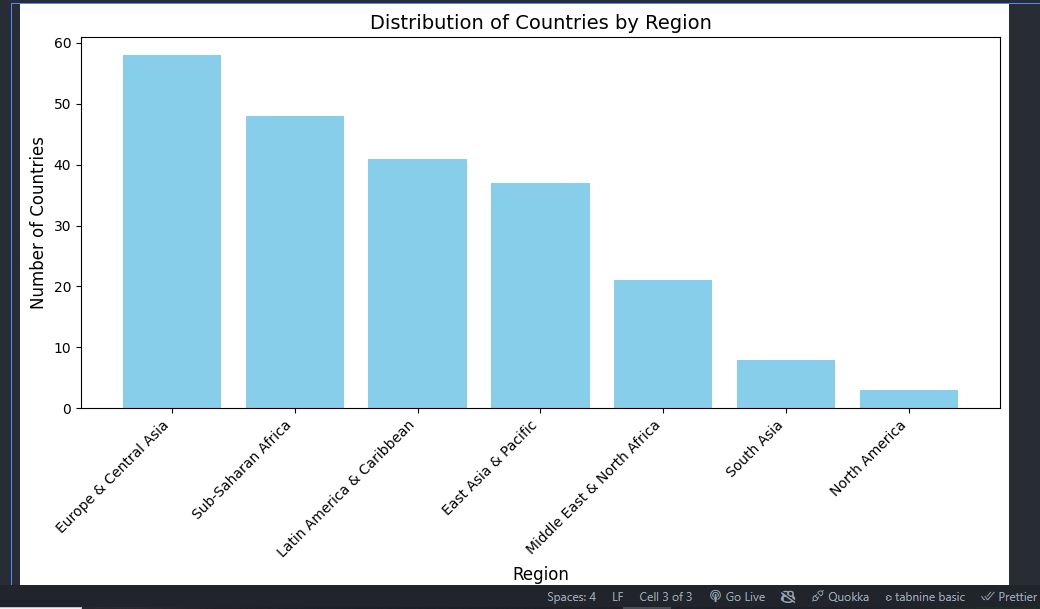 Distribution of Countries by Region
Number of Countries
60
50
40
30
20
10
0
Europe & Central Asia
Sub-Saharan Africa
Latin America & Caribbean
East Asia & Pacific
Middle East & North Africa
South Asia
North America
Region
Spaces: 4 LF Cell 3 of 3 Go Live Quokka tabnine basic Prettier